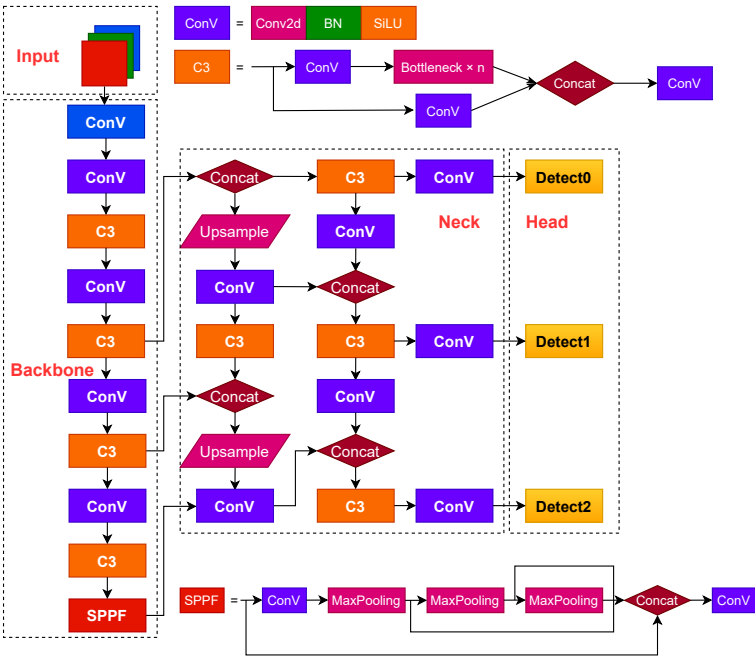 Input
ConV = Conv2d BN SiLU
C3 = ConV Bottleneck × n Concat ConV
ConV
Backbone
ConV
ConV
C3
ConV
C3
ConV
C3
ConV
C3
SPPF
Neck
Concat C3 ConV
Upsample ConV
ConV Concat
C3 C3 ConV
Concat ConV
Upsample Concat
ConV C3 ConV
Head
Detect0
Detect1
Detect2
SPPF = ConV MaxPooling MaxPooling MaxPooling Concat ConV